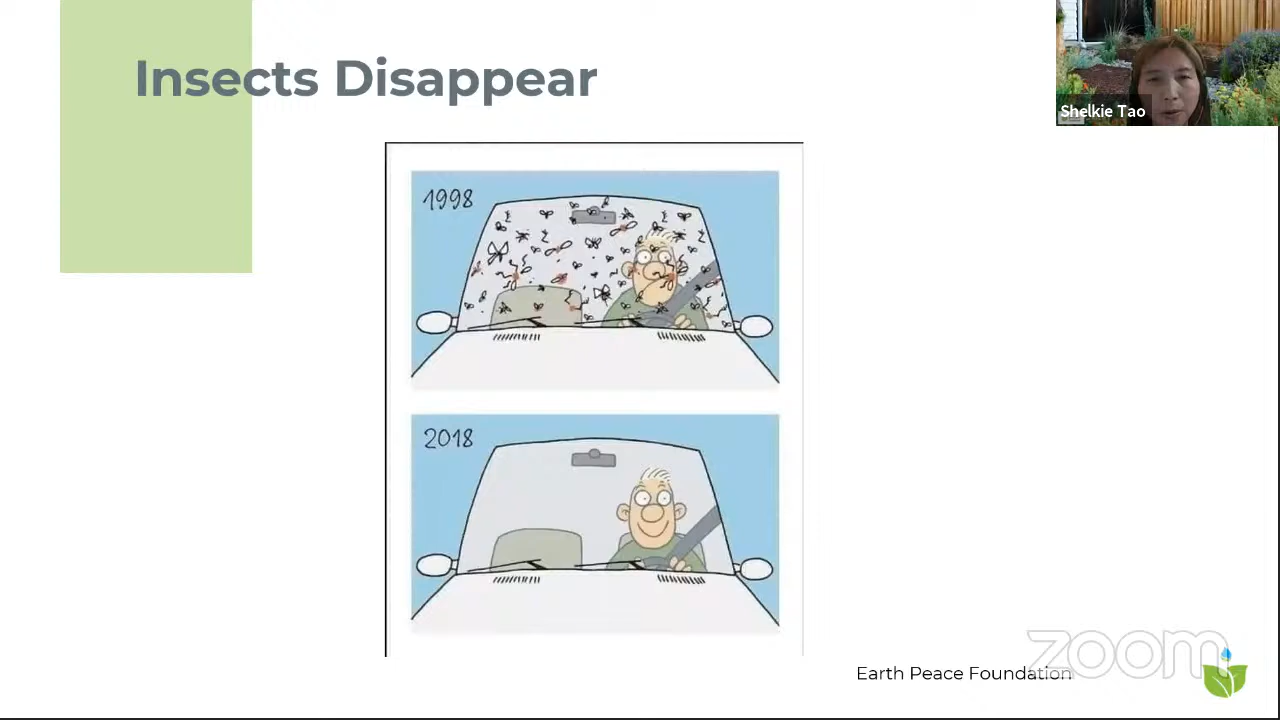 Insects Disappear
Shelkie Tao
1998
2018
zoom
Earth Peace Foundation